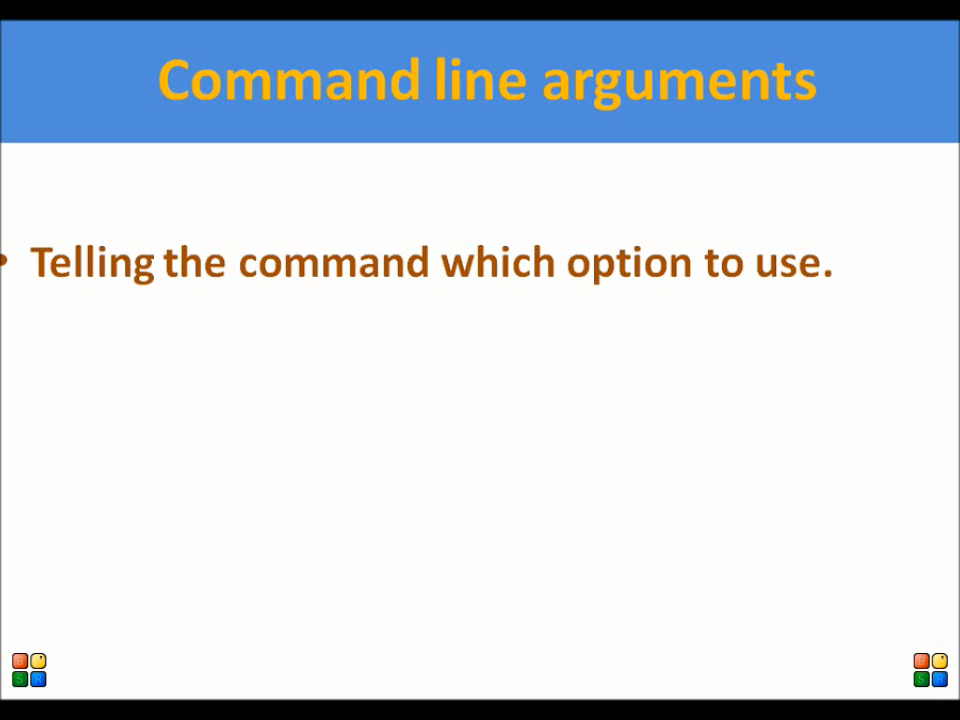 Command line arguments
• Telling the command which option to use.